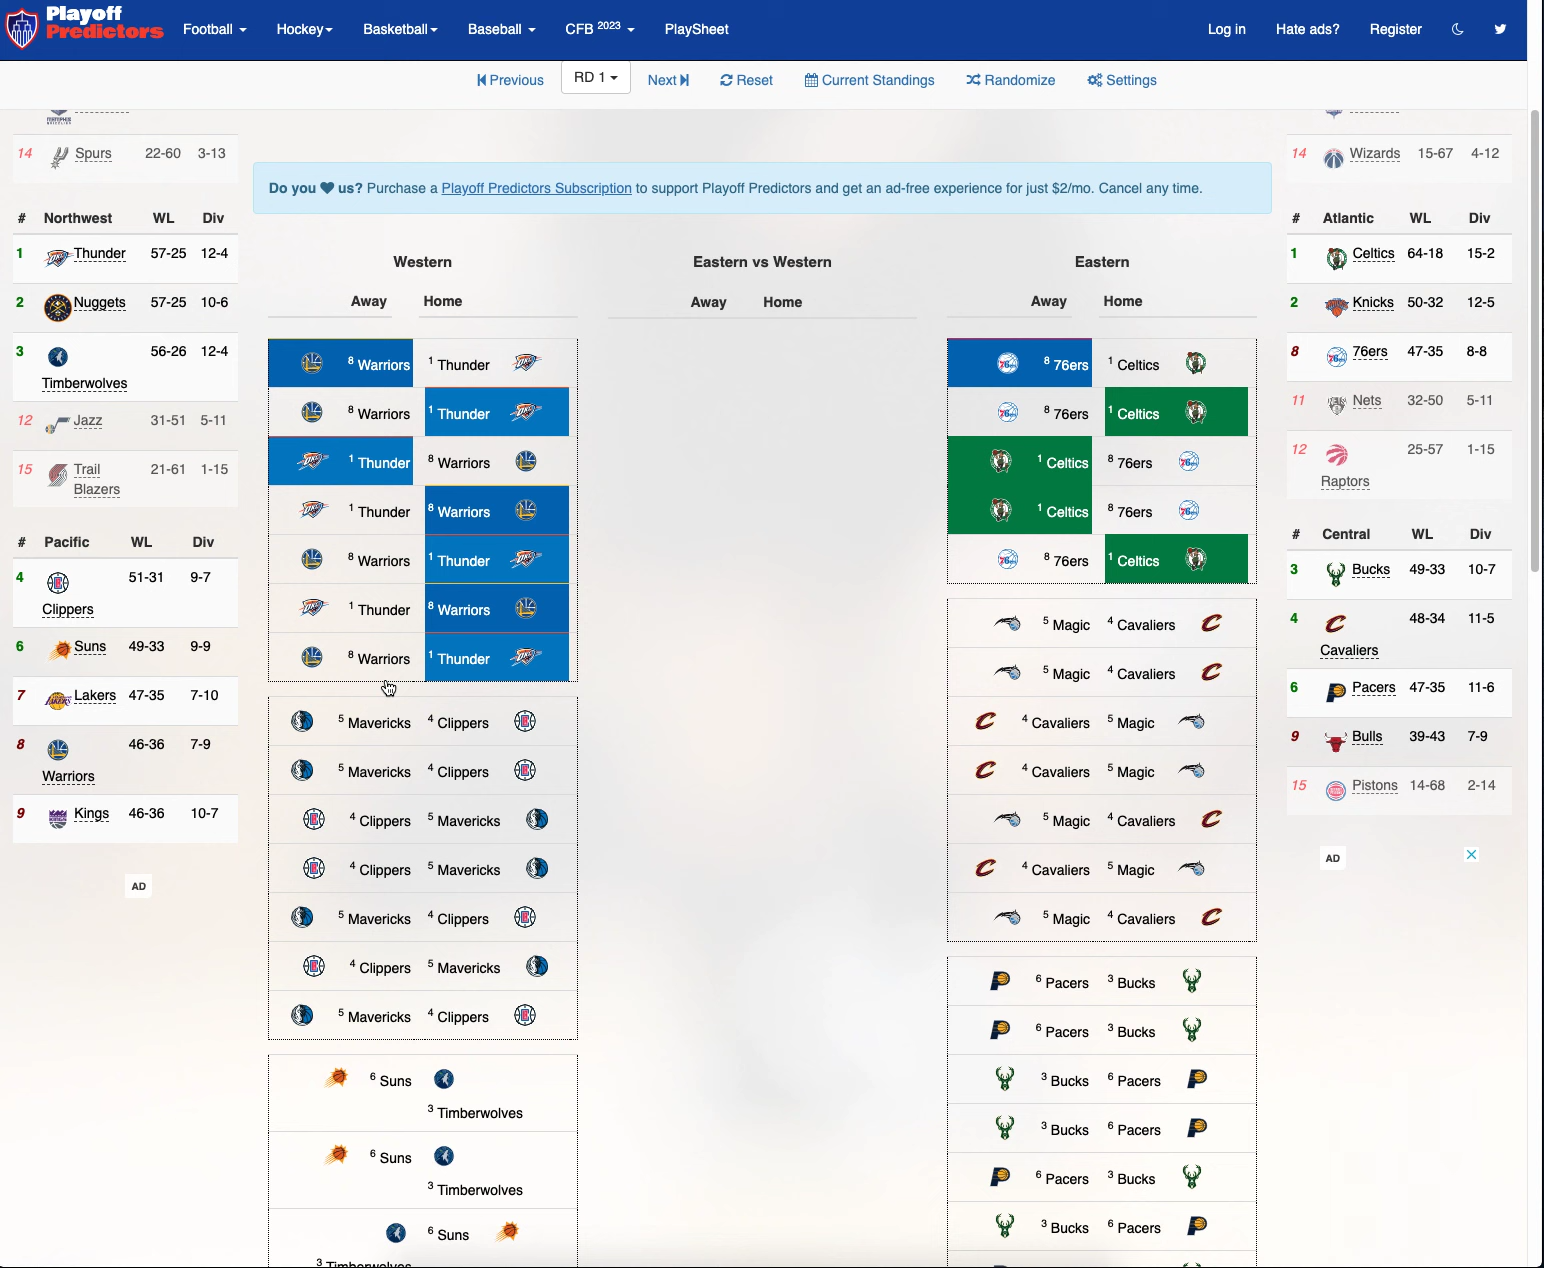 Playoff
Predictors
Football
Hockey
Basketball
Baseball
CFB 2023
PlaySheet
Log in
Hate ads?
Register
Previous
RD 1
Next
Reset
Current Standings
Randomize
Settings
14 Spurs 22-60 3-13
# Northwest WL Div
1 Thunder 57-25 12-4
2 Nuggets 57-25 10-6
3 Timberwolves 56-26 12-4
12 Jazz 31-51 5-11
15 Trail Blazers 21-61 1-15
# Pacific WL Div
4 Clippers 51-31 9-7
6 Suns 49-33 9-9
7 Lakers 47-35 7-10
8 Warriors 46-36 7-9
9 Kings 46-36 10-7
AD
Do you us? Purchase a Playoff Predictors Subscription to support Playoff Predictors and get an ad-free experience for just $2/mo. Cancel any time.
Western
Away Home
8 Warriors 1 Thunder
8 Warriors 1 Thunder
1 Thunder 8 Warriors
1 Thunder 8 Warriors
8 Warriors 1 Thunder
1 Thunder 8 Warriors
8 Warriors 1 Thunder
5 Mavericks 4 Clippers
5 Mavericks 4 Clippers
4 Clippers 5 Mavericks
4 Clippers 5 Mavericks
5 Mavericks 4 Clippers
4 Clippers 5 Mavericks
5 Mavericks 4 Clippers
6 Suns
3 Timberwolves
6 Suns
3 Timberwolves
6 Suns
3 Timberwolves
Eastern vs Western
Away Home
Eastern
Away Home
8 76ers 1 Celtics
8 76ers 1 Celtics
1 Celtics 8 76ers
1 Celtics 8 76ers
8 76ers 1 Celtics
5 Magic 4 Cavaliers
5 Magic 4 Cavaliers
4 Cavaliers 5 Magic
4 Cavaliers 5 Magic
5 Magic 4 Cavaliers
4 Cavaliers 5 Magic
5 Magic 4 Cavaliers
6 Pacers 3 Bucks
6 Pacers 3 Bucks
3 Bucks 6 Pacers
3 Bucks 6 Pacers
6 Pacers 3 Bucks
3 Bucks 6 Pacers
14 Wizards 15-67 4-12
# Atlantic WL Div
1 Celtics 64-18 15-2
2 Knicks 50-32 12-5
8 76ers 47-35 8-8
11 Nets 32-50 5-11
12 Raptors 25-57 1-15
# Central WL Div
3 Bucks 49-33 10-7
4 Cavaliers 48-34 11-5
6 Pacers 47-35 11-6
9 Bulls 39-43 7-9
15 Pistons 14-68 2-14
AD